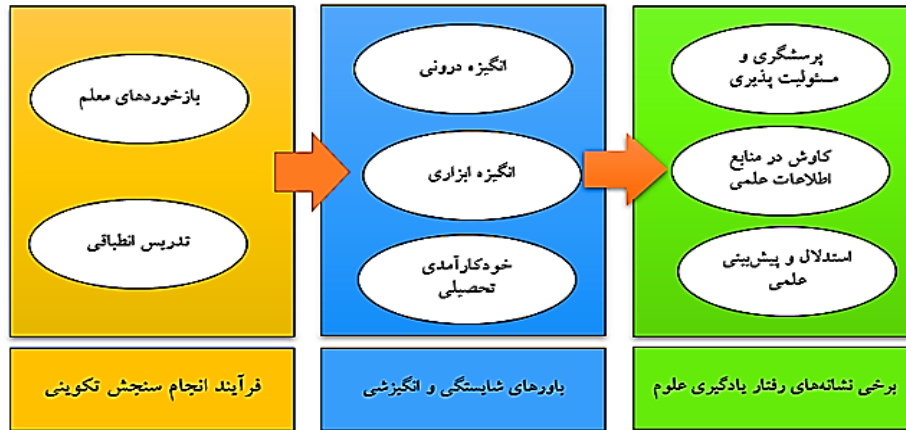 بازخوردهای معلم
تدریس انطباقی
فرآیند انجام سنجش تکوینی
انگیزه درونی
انگیزه ابزاری
خودکارآمدی
تحصیلی
باورهای شایستگی و انگیزشی
پرسشگری و
مسئولیت پذیری
کاوش در منابع
اطلاعات علمی
استدلال و پیش‌بینی
علمی
برخی نشانه‌های رفتار یادگیری علوم